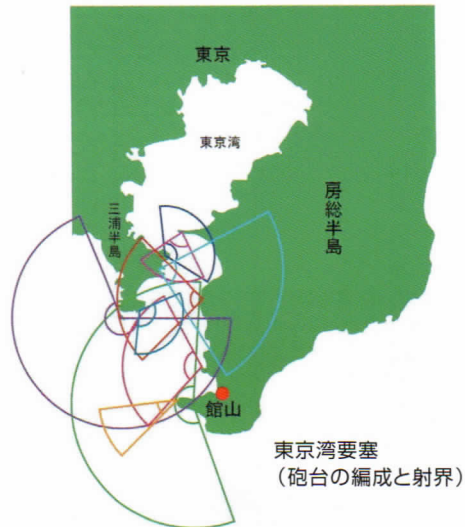 東京
東京湾
三浦半島
房総半島
館山
東京湾要塞
（砲台の編成と射界）